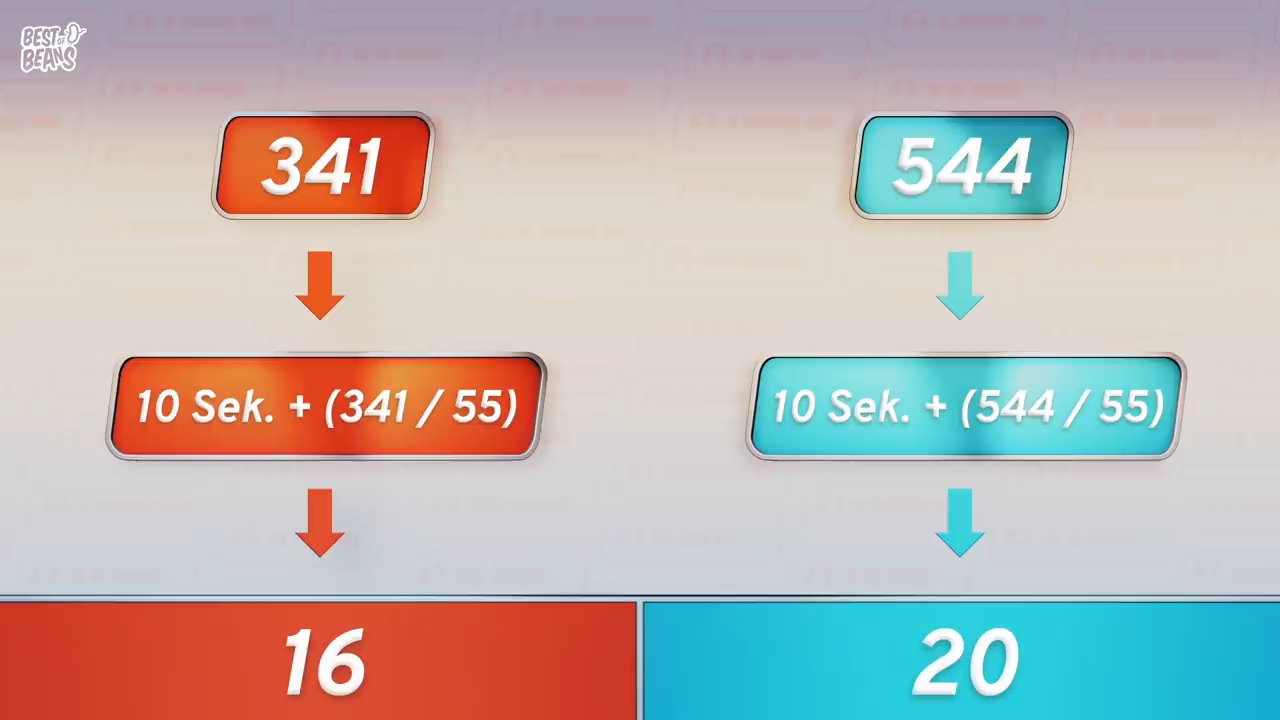 BEST OF
BEANS
341
544
10 Sek. + (341 / 55)
10 Sek. + (544 / 55)
16
20